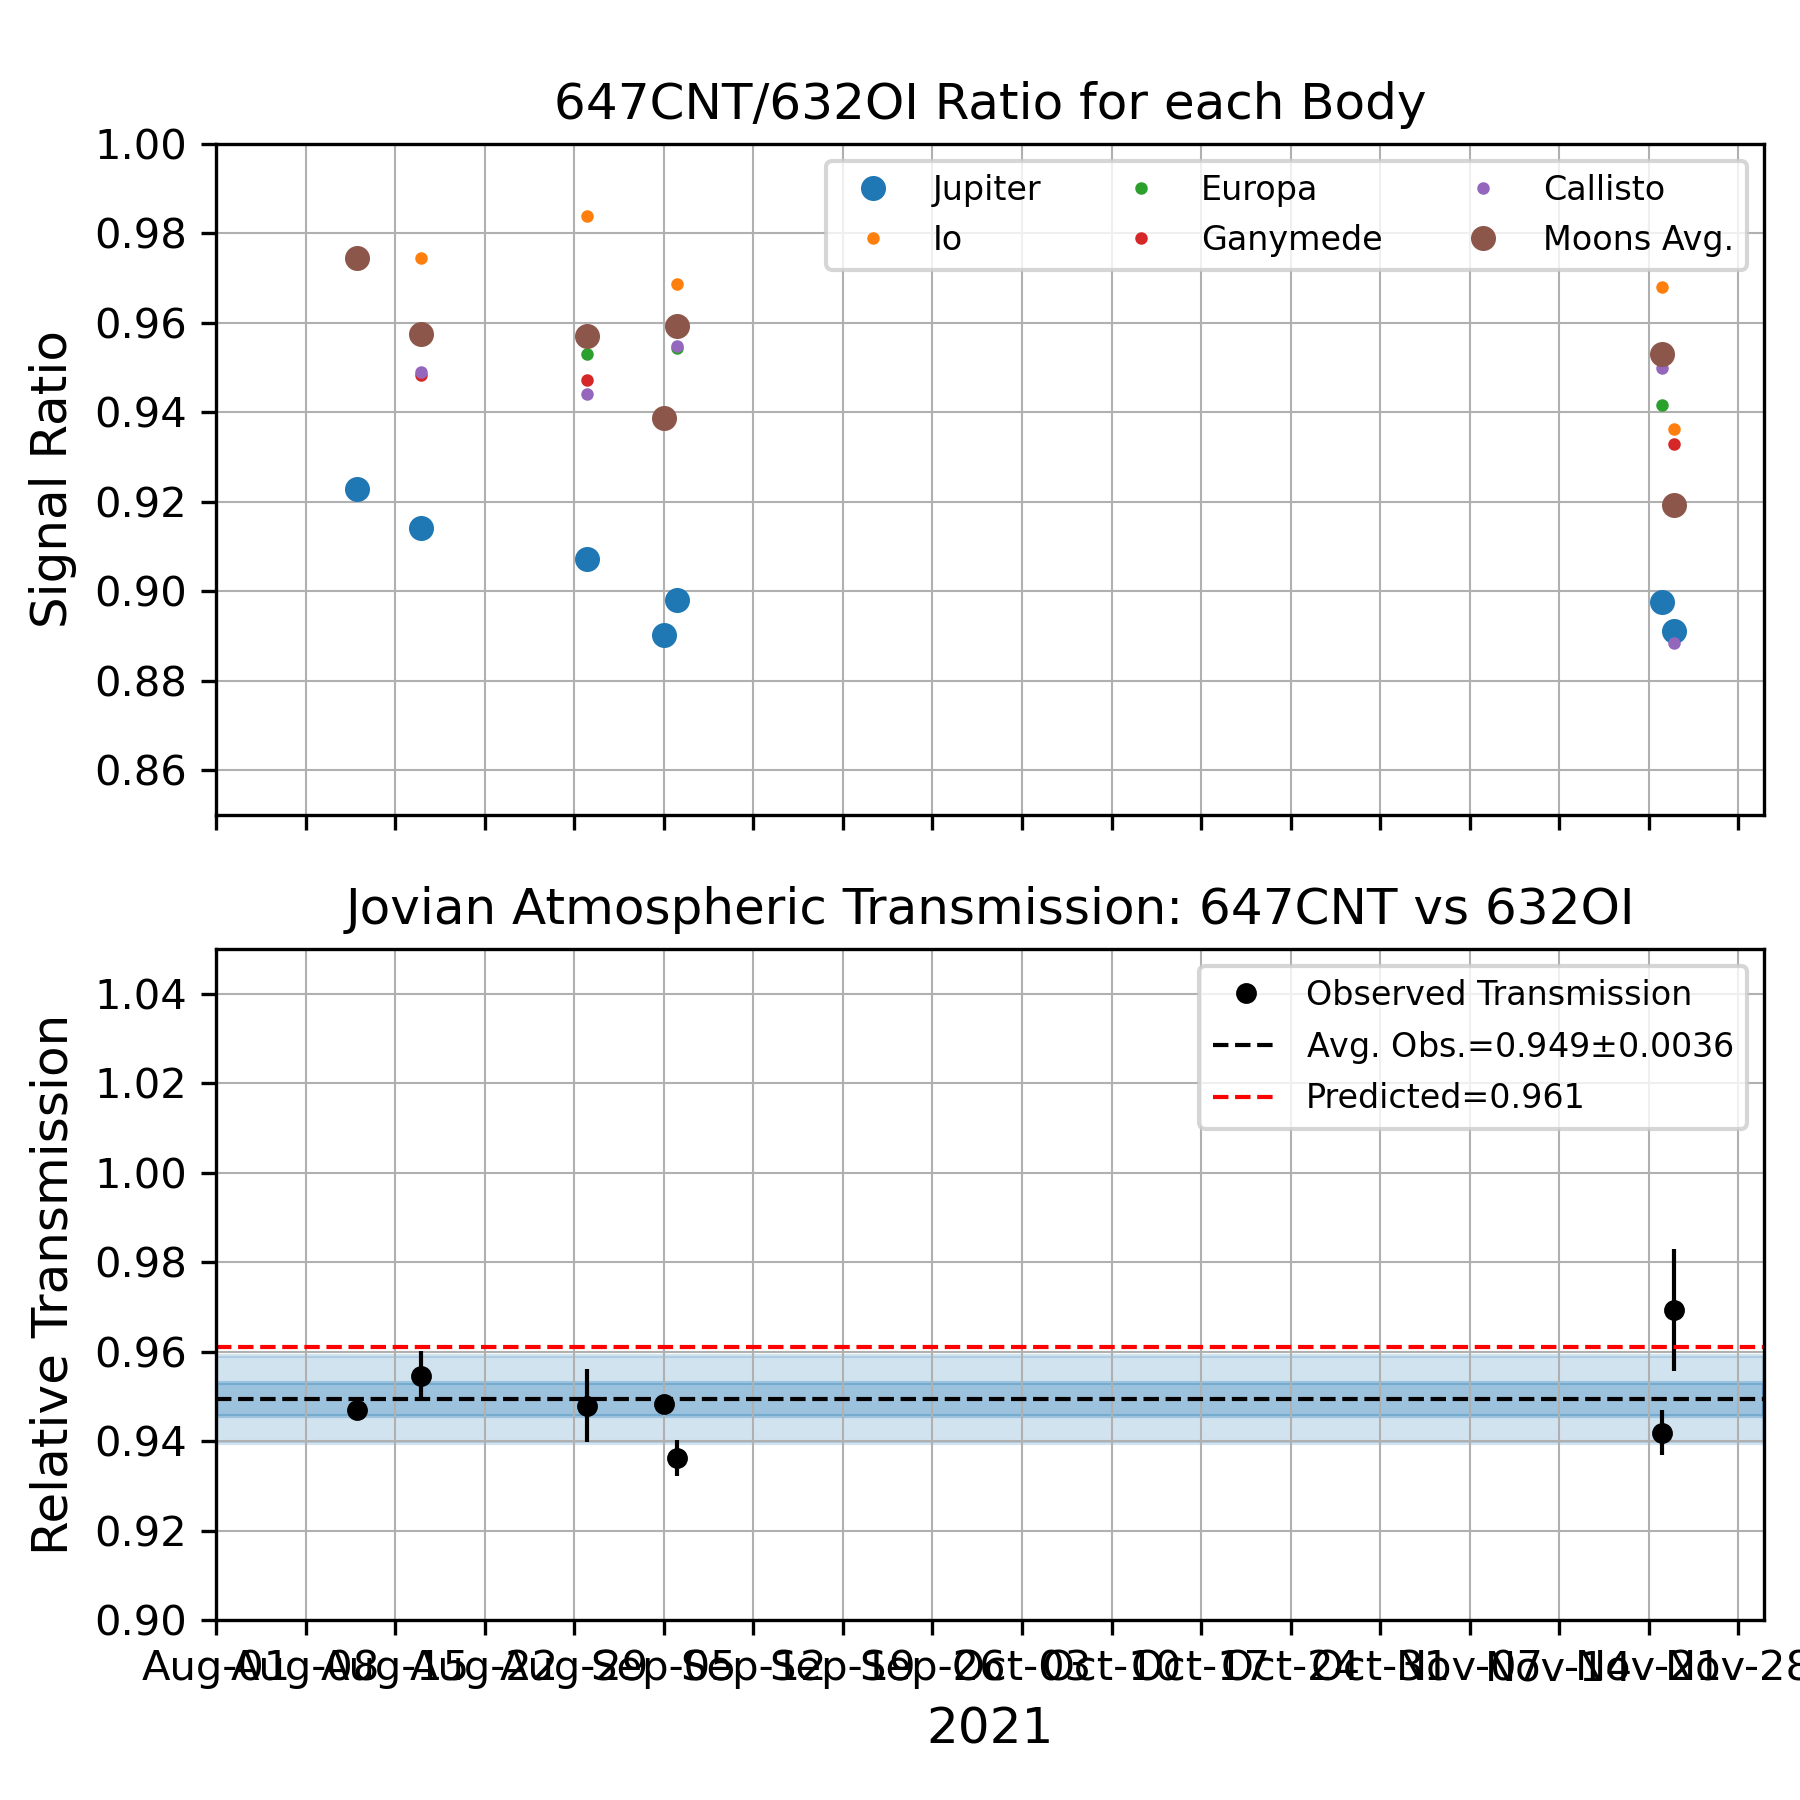 647CNT/632OI Ratio for each Body
Signal Ratio
1.00
0.98
0.96
0.94
0.92
0.90
0.88
0.86
Jupiter
Europa
Callisto
Io
Ganymede
Moons Avg.
Jovian Atmospheric Transmission: 647CNT vs 632OI
Relative Transmission
1.04
1.02
1.00
0.98
0.96
0.94
0.92
0.90
Observed Transmission
Avg. Obs.=0.949±0.0036
Predicted=0.961
Aug-01 Aug-08 Aug-15 Aug-22 Aug-29 Sep-05 Sep-12 Sep-19 Sep-26 Oct-03 Oct-10 Oct-17 Oct-24 Oct-31 Nov-07 Nov-14 Nov-21 Nov-28
2021